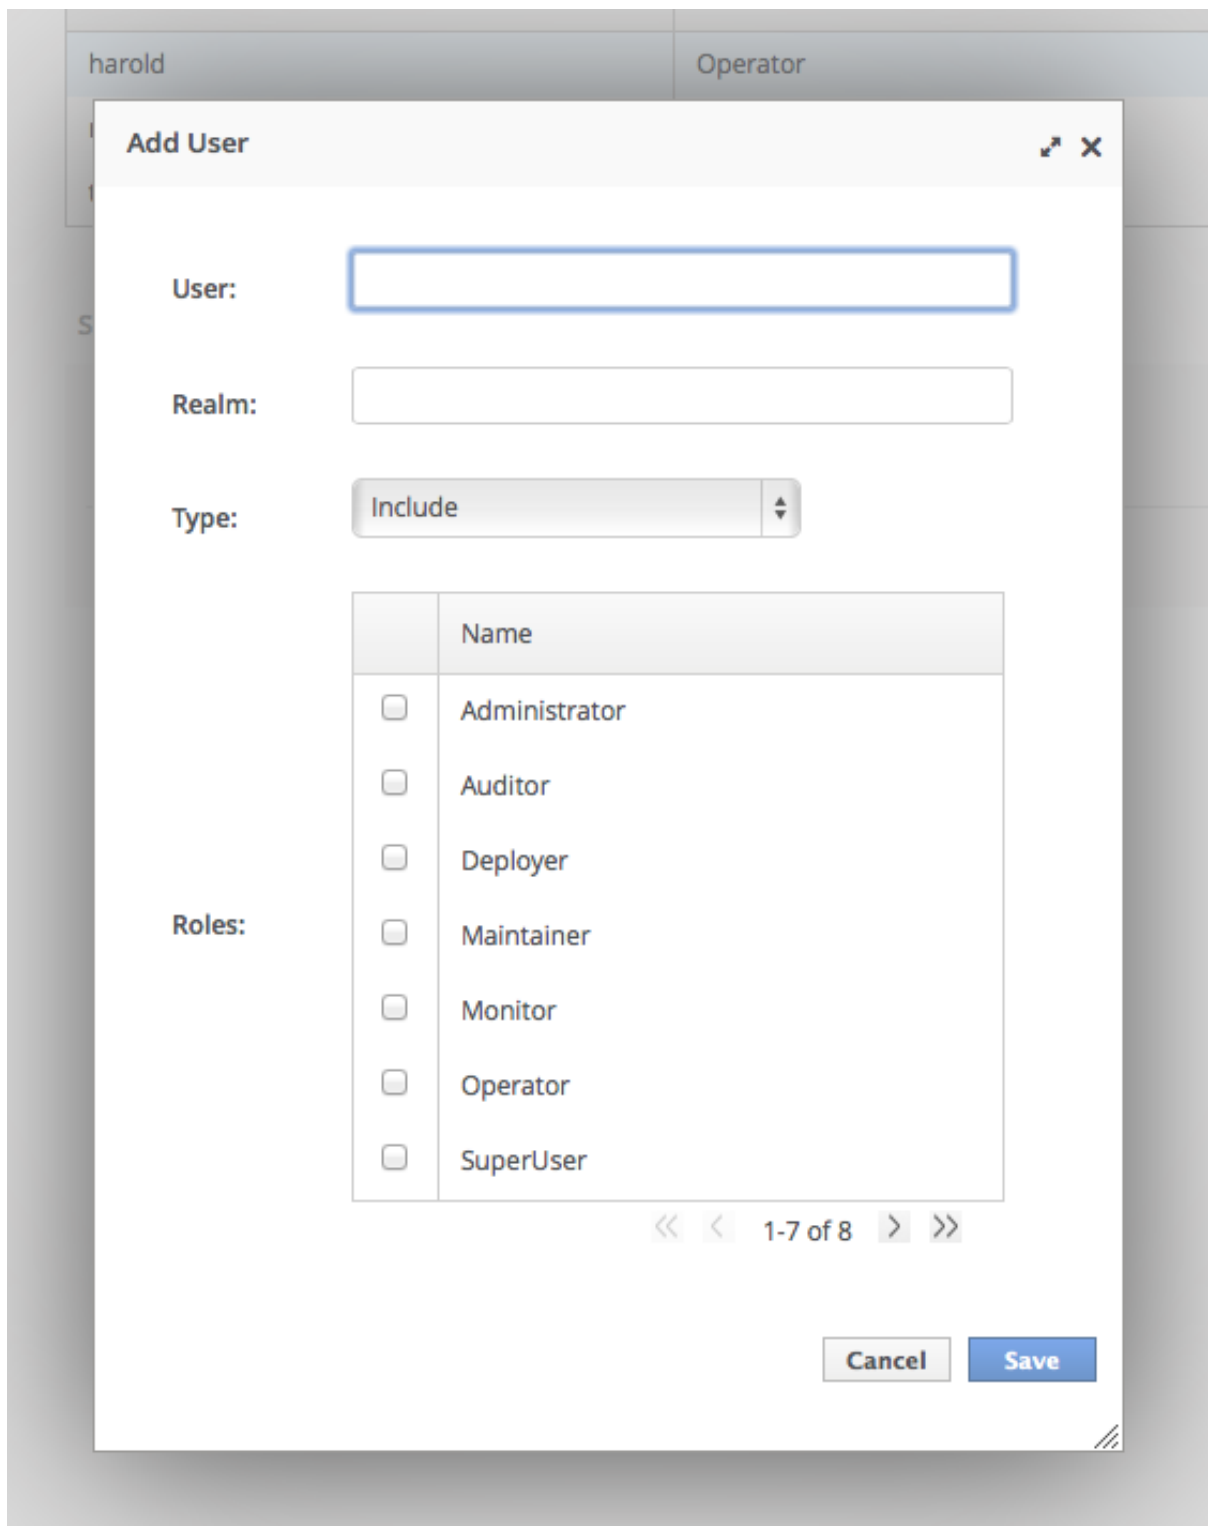 harold Operator
Add User
User:
Realm:
Type: Include
Name
Administrator
Auditor
Deployer
Roles: Maintainer
Monitor
Operator
SuperUser
1-7 of 8
Cancel Save